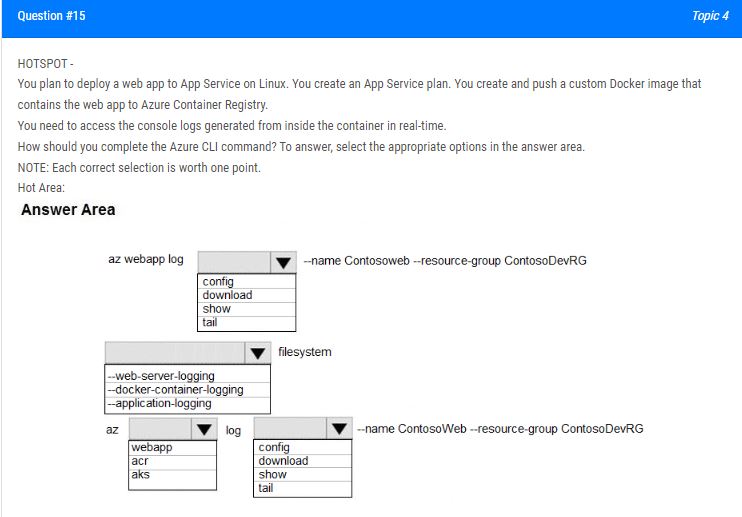 Question #15
Topic 4
HOTSPOT -
You plan to deploy a web app to App Service on Linux. You create an App Service plan. You create and push a custom Docker image that
contains the web app to Azure Container Registry.
You need to access the console logs generated from inside the container in real-time.
How should you complete the Azure CLI command? To answer, select the appropriate options in the answer area.
NOTE: Each correct selection is worth one point.
Hot Area:
Answer Area
az webapp log --name Contosoweb --resource-group ContosoDevRG
config
download
show
tail
filesystem
--web-server-logging
--docker-container-logging
--application-logging
az log --name ContosoWeb --resource-group ContosoDevRG
webapp
acr
aks
config
download
show
tail